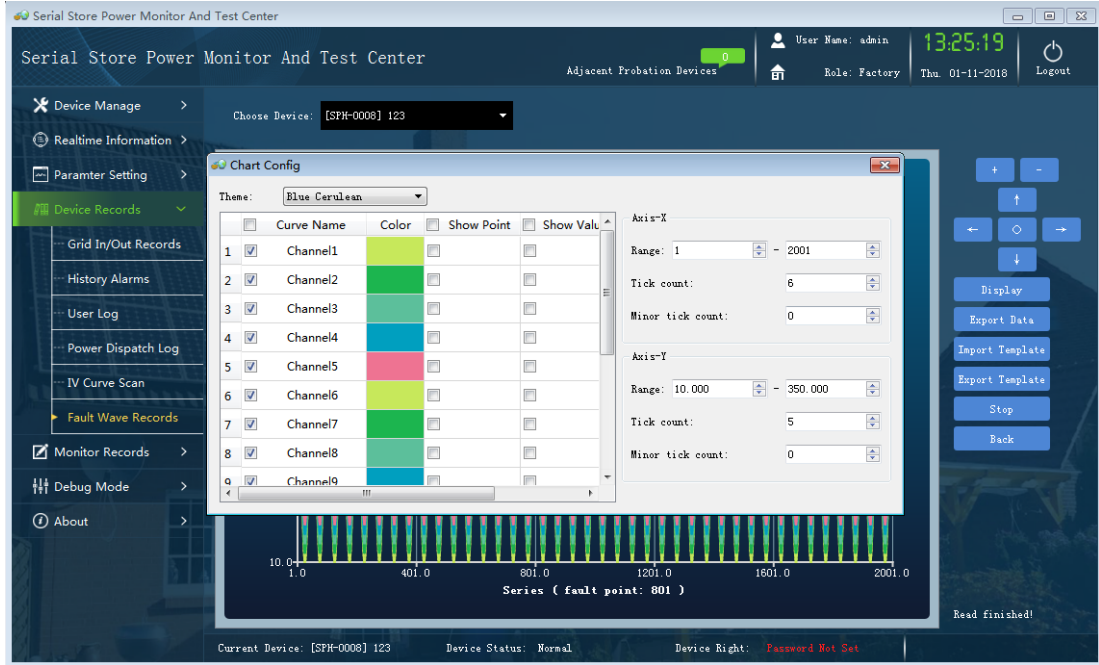 Serial Store Power Monitor And Test Center
Serial Store Power Monitor And Test Center
0
Adjacent Probation Devices
User Name: admin
Role: Factory
13:25:19
Thu. 01-11-2018
Logout
Device Manage
Realtime Information
Paramter Setting
Device Records
Grid In/Out Records
History Alarms
User Log
Power Dispatch Log
IV Curve Scan
Fault Wave Records
Monitor Records
Debug Mode
About
Choose Device: [SPH-0008] 123
Chart Config
Theme: Blue Cerulean
Curve Name Color Show Point Show Valu
1 Channel1
2 Channel2
3 Channel3
4 Channel4
5 Channel5
6 Channel6
7 Channel7
8 Channel8
9 Channel9
Axis-X
Range: 1 - 2001
Tick count: 6
Minor tick count: 0
Axis-Y
Range: 10.000 - 350.000
Tick count: 5
Minor tick count: 0
10.0
1.0 401.0 801.0 1201.0 1601.0 2001.0
Series ( fault point: 801 )
+ -
↑
← ◇ →
↓
Display
Export Data
Import Template
Export Template
Stop
Back
Read finished!
Current Device: [SPH-0008] 123 Device Status: Normal Device Right: Password Not Set